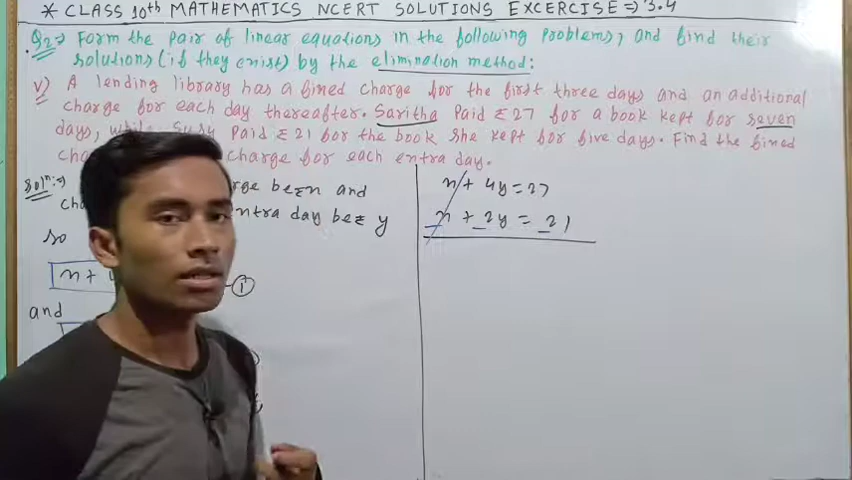 * CLASS 10th MATHEMATICS NCERT SOLUTIONS EXCERCISE ⇒ 3.4
Q2⇒ Form the pair of linear equations in the following problems, and find their
solutions (if they exist) by the elimination method:
v) A lending library has a fixed charge for the first three days and an additional
charge for each day thereafter. Saritha Paid ₹ 27 for a book kept for seven
days, while Susy paid ₹ 21 for the book she kept for five days. Find the fixed
charge for each extra day.
Solⁿ:⇒ be ₹ x and
extra day be ₹ y
so
x + 4
①
and
x + 4y = 27
x + 2y = 21
- - -